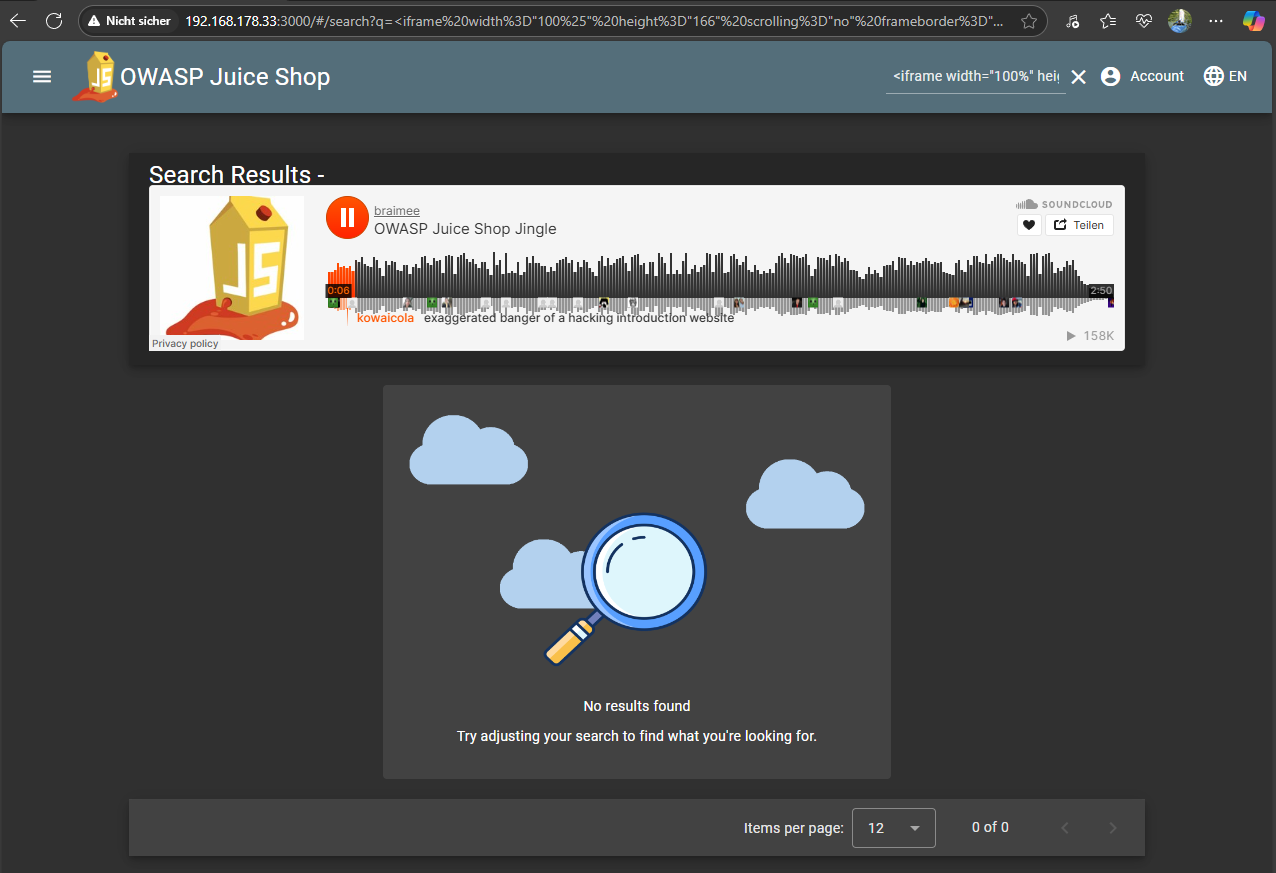 Nicht sicher 192.168.178.33:3000/#/search?q=<iframe%20width%3D"100%25"%20height%3D"166"%20scrolling%3D"no"%20frameborder%3D"...
JS OWASP Juice Shop
<iframe width="100%" heig
Account
EN
Search Results -
JS
braimee
OWASP Juice Shop Jingle
SOUNDCLOUD
Teilen
0:06
2:50
kowaicola exaggerated banger of a hacking introduction website
Privacy policy
158K
No results found
Try adjusting your search to find what you're looking for.
Items per page: 12 0 of 0